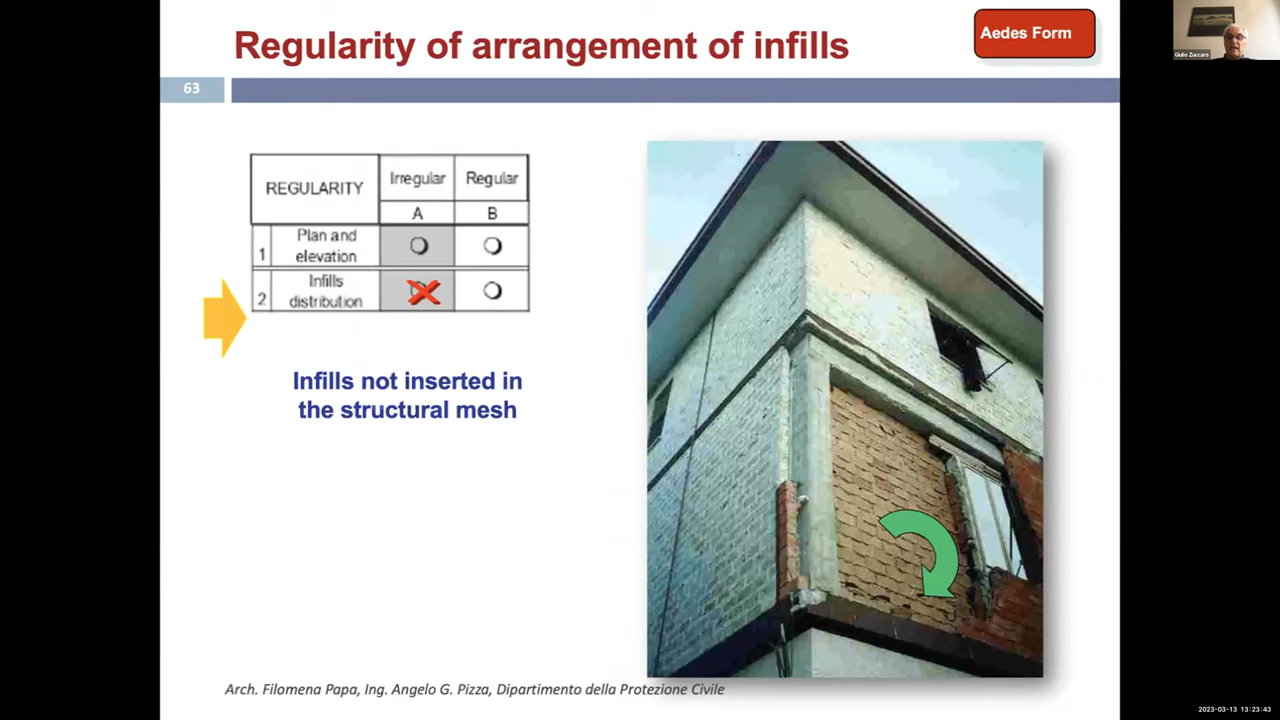 Regularity of arrangement of infills
Aedes Form
Giulio Zuccaro
63
REGULARITY
Irregular
Regular
A
B
1
Plan and
elevation
2
Infills
distribution
Infills not inserted in
the structural mesh
Arch. Filomena Papa, Ing. Angelo G. Pizza, Dipartimento della Protezione Civile
2023-03-13 13:23:43